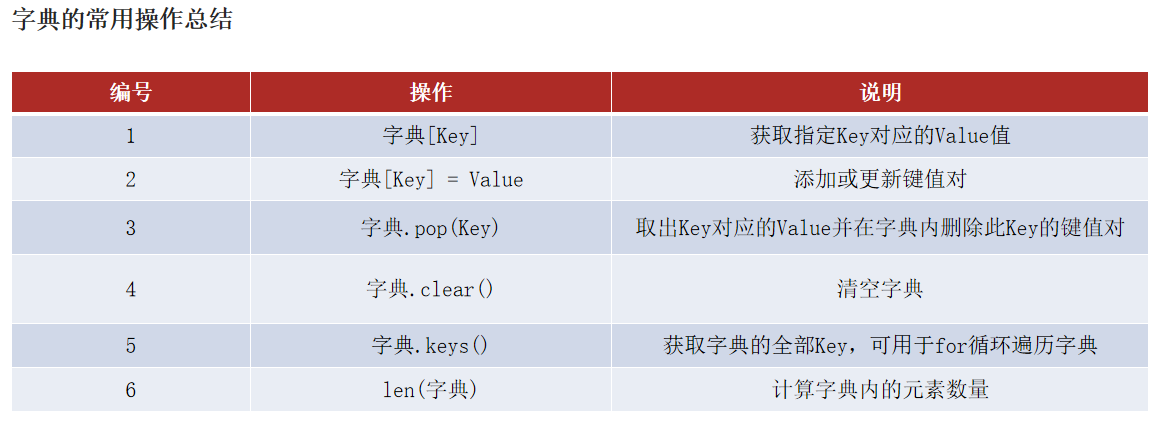 字典的常用操作总结
编号 操作 说明
1 字典[Key] 获取指定Key对应的Value值
2 字典[Key] = Value 添加或更新键值对
3 字典.pop(Key) 取出Key对应的Value并在字典内删除此Key的键值对
4 字典.clear() 清空字典
5 字典.keys() 获取字典的全部Key，可用于for循环遍历字典
6 len(字典) 计算字典内的元素数量